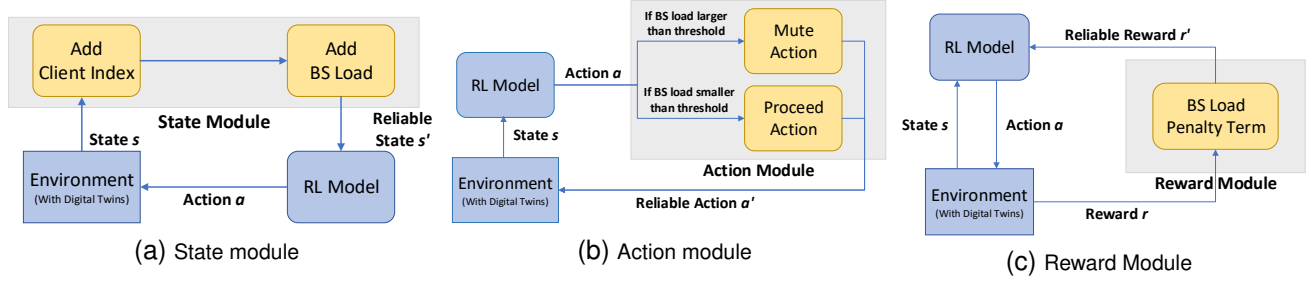 Add
Client Index
Add
BS Load
State Module
State s
Reliable
State s'
Environment
(With Digital Twins)
Action a
RL Model
(a) State module
If BS load larger
than threshold
Mute
Action
RL Model
Action a
If BS load smaller
than threshold
Proceed
Action
State s
Action Module
Environment
(With Digital Twins)
Reliable Action a'
(b) Action module
RL Model
Reliable Reward r'
BS Load
Penalty Term
State s
Action a
Environment
(With Digital Twins)
Reward Module
Reward r
(c) Reward Module